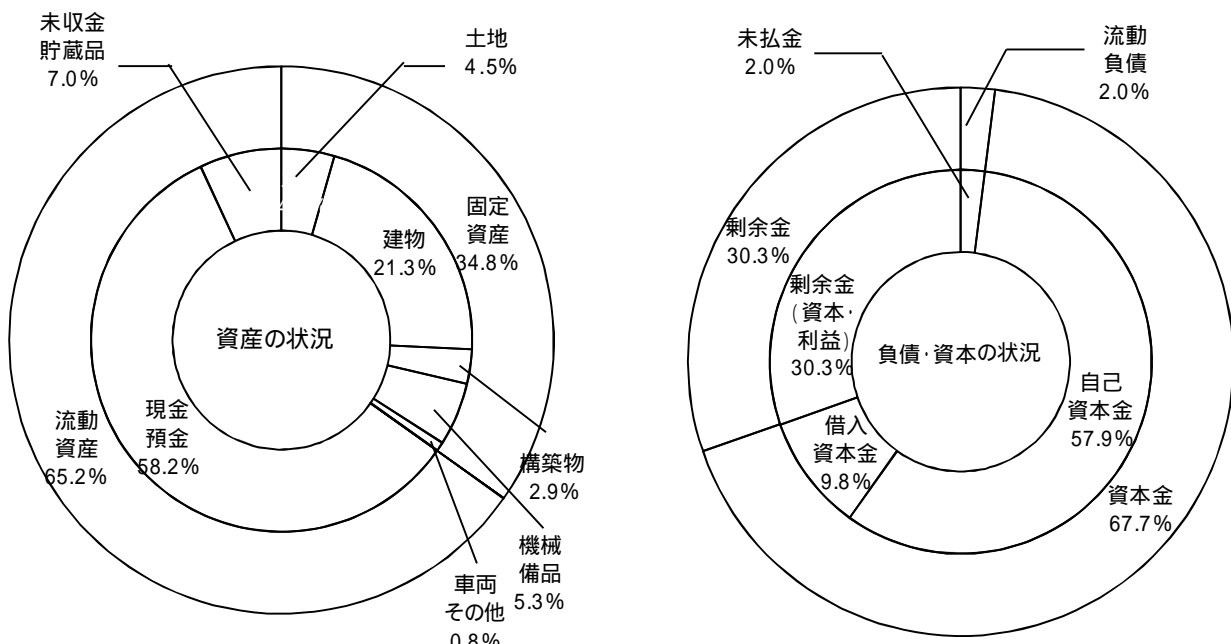 未収金
貯蔵品
7.0%
土地
4.5%
固定
資産
34.8%
建物
21.3%
資産の状況
流動
資産
65.2%
現金
預金
58.2%
構築物
2.9%
機械
備品
5.3%
車両
その他
0.8%
未払金
2.0%
流動
負債
2.0%
剰余金
30.3%
剰余金
(資本・
利益)
30.3%
負債・資本の状況
自己
資本金
57.9%
借入
資本金
9.8%
資本金
67.7%